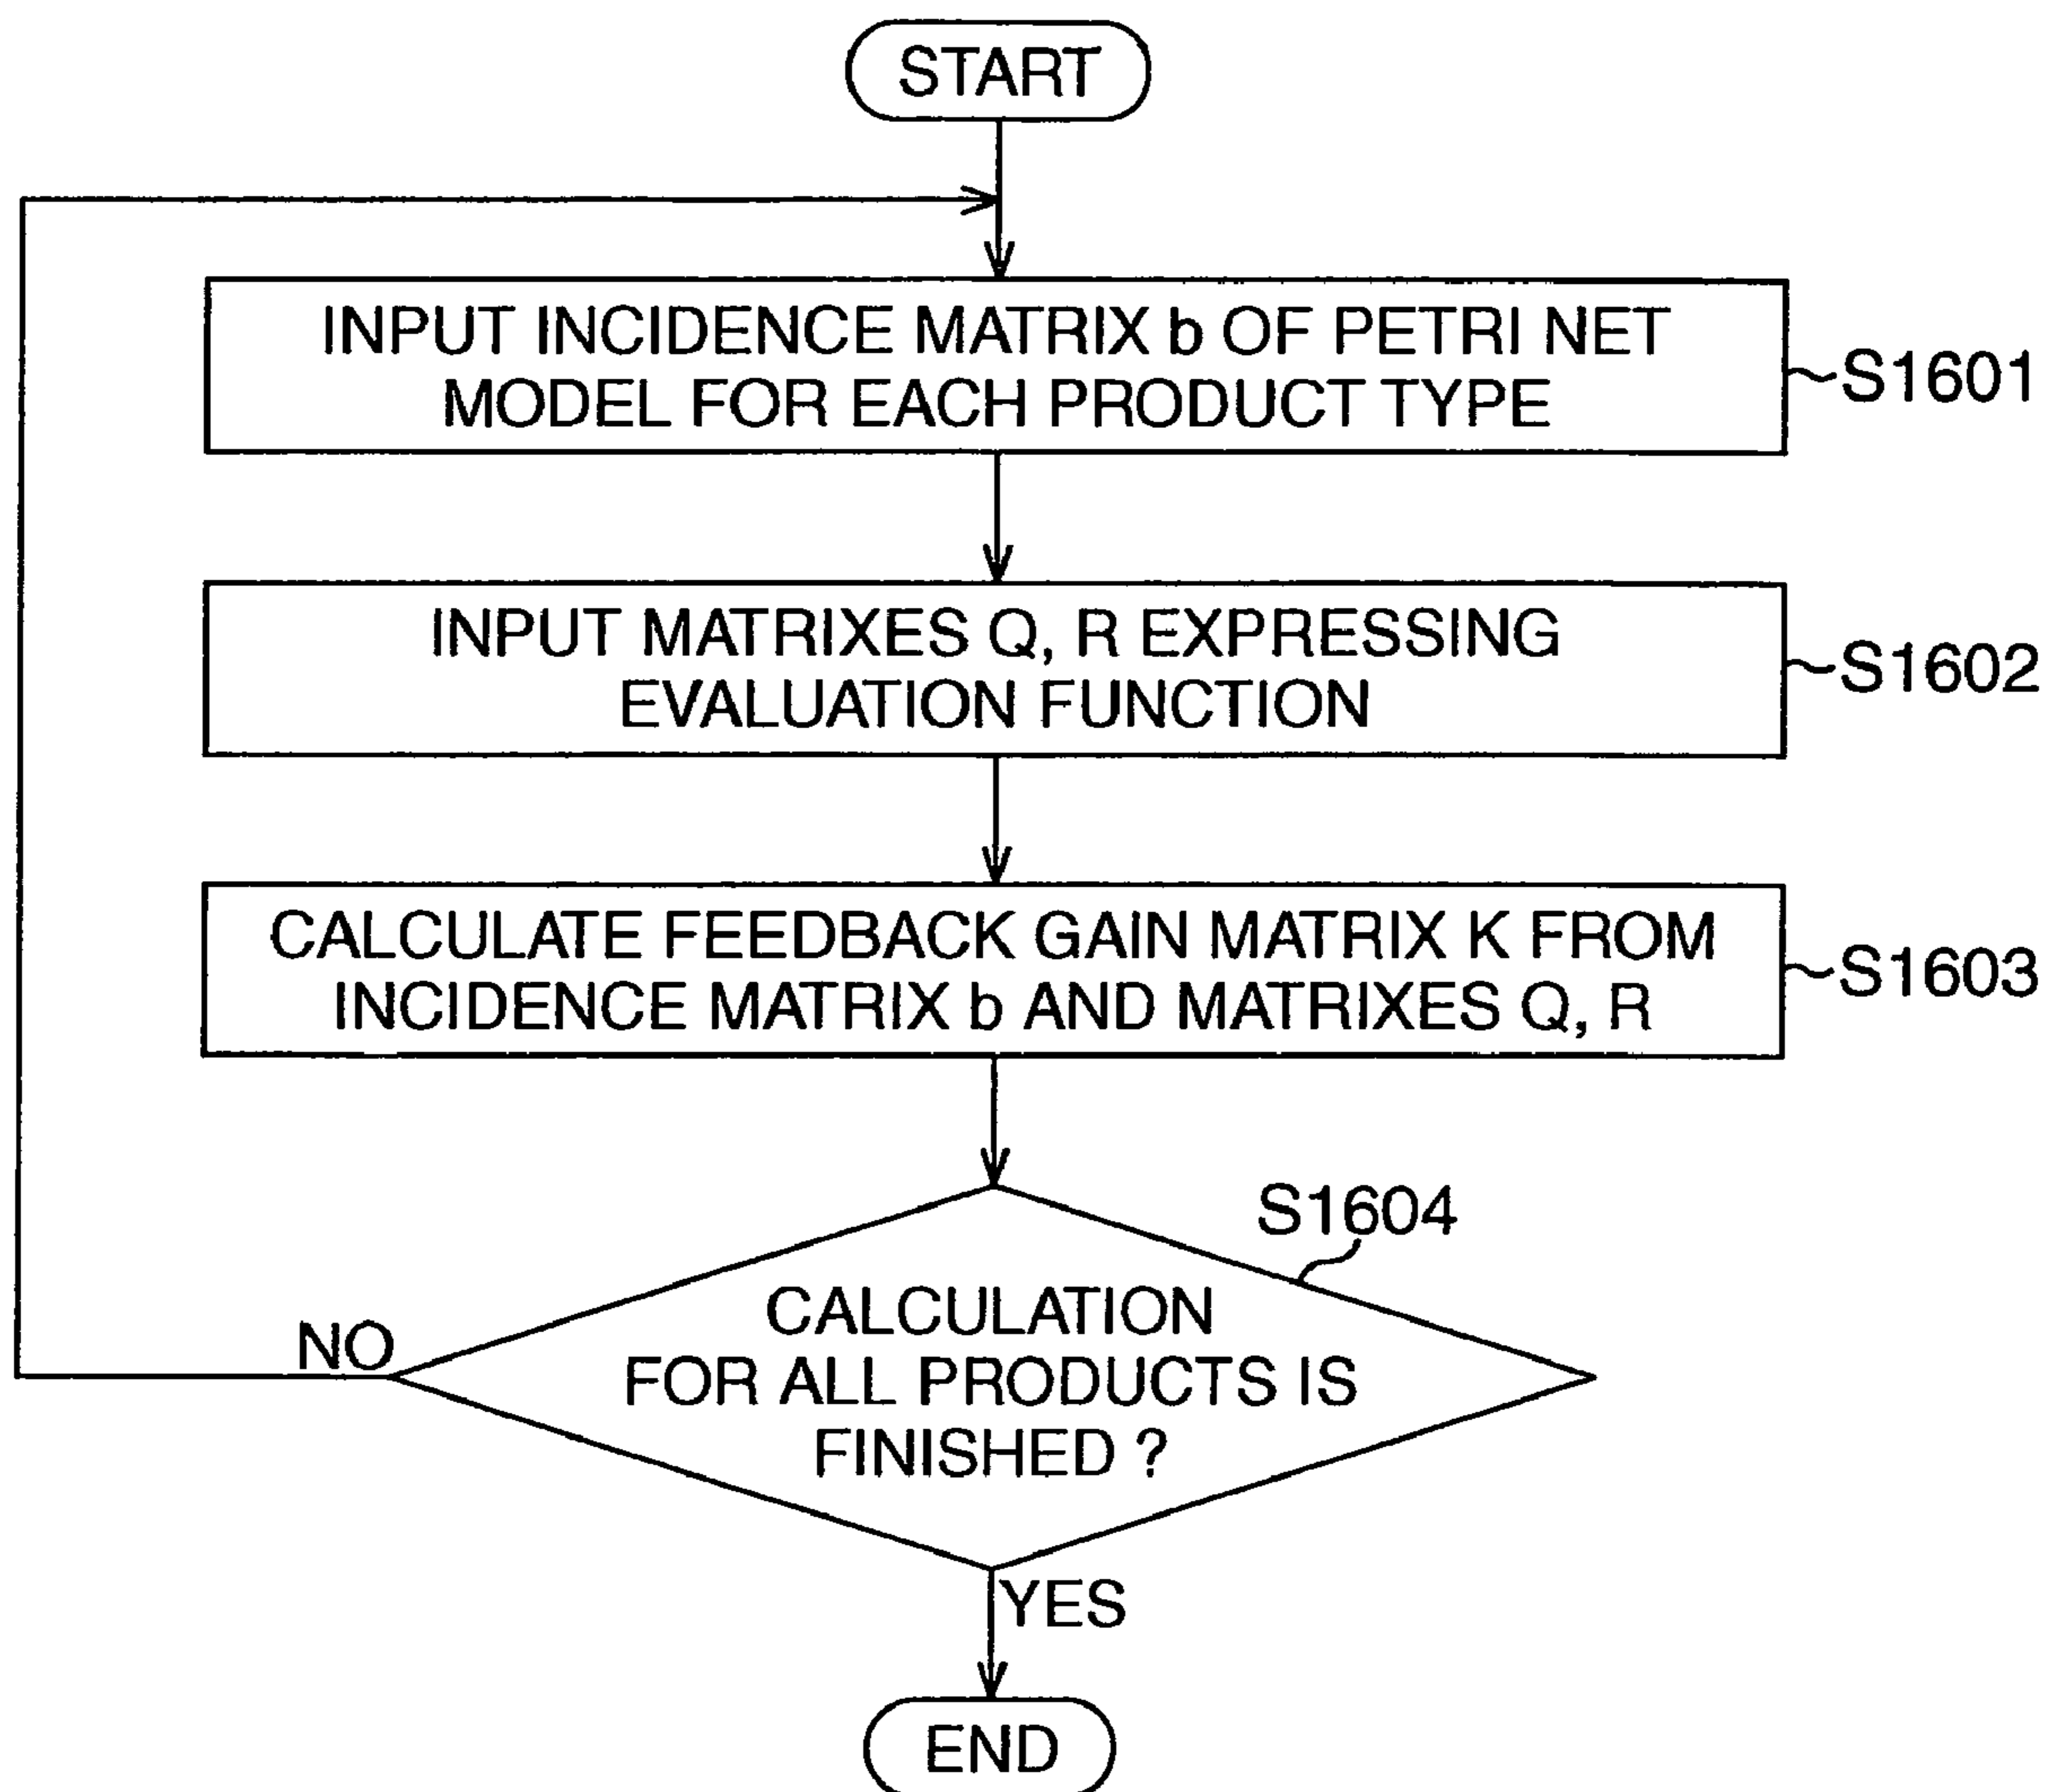 START
INPUT INCIDENCE MATRIX b OF PETRI NET
MODEL FOR EACH PRODUCT TYPE
S1601
INPUT MATRIXES Q, R EXPRESSING
EVALUATION FUNCTION
S1602
CALCULATE FEEDBACK GAIN MATRIX K FROM
INCIDENCE MATRIX b AND MATRIXES Q, R
S1603
S1604
CALCULATION
FOR ALL PRODUCTS IS
FINISHED ?
NO
YES
END